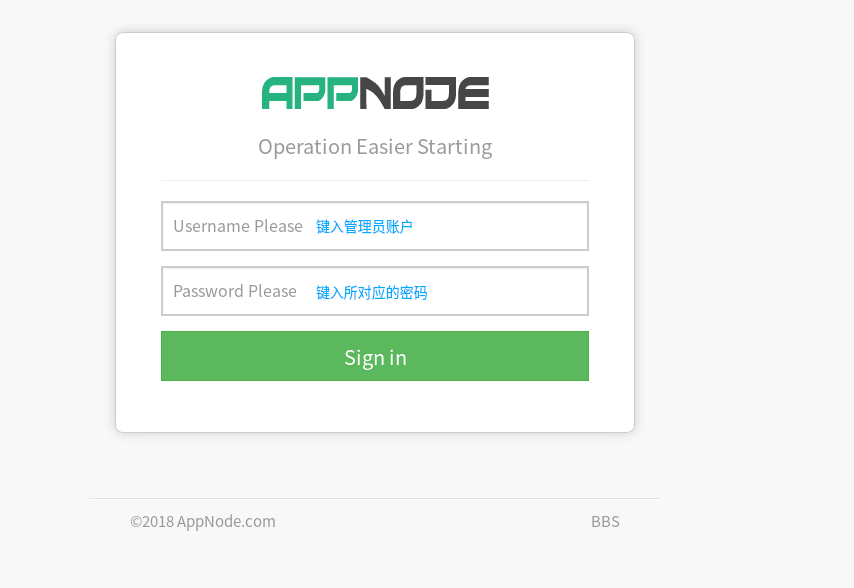 APPNODE
Operation Easier Starting
Username Please 键入管理员账户
Password Please 键入所对应的密码
Sign in
©2018 AppNode.com BBS